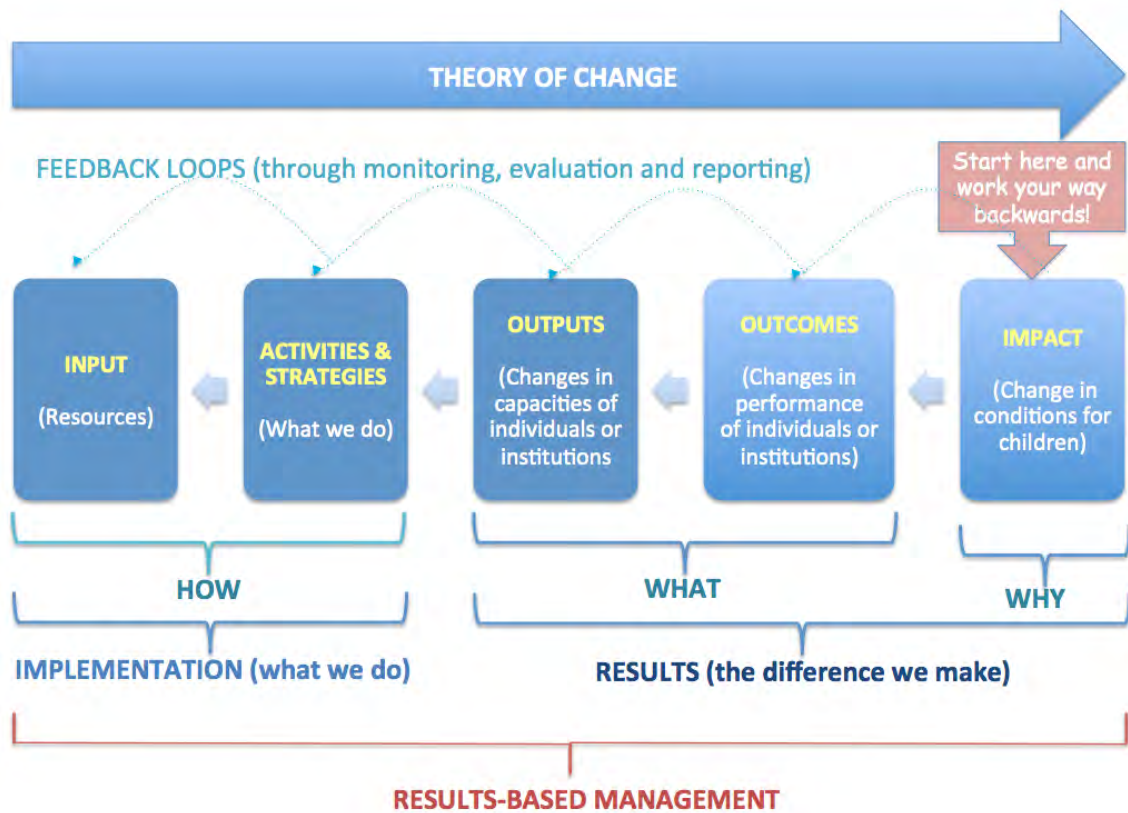 THEORY OF CHANGE
FEEDBACK LOOPS (through monitoring, evaluation and reporting)
Start here and
work your way
backwards!
INPUT
(Resources)
ACTIVITIES &
STRATEGIES
(What we do)
OUTPUTS
(Changes in
capacities of
individuals or
institutions
OUTCOMES
(Changes in
performance
of individuals or
institutions)
IMPACT
(Change in
conditions for
children)
HOW
WHAT
WHY
IMPLEMENTATION (what we do)
RESULTS (the difference we make)
RESULTS-BASED MANAGEMENT